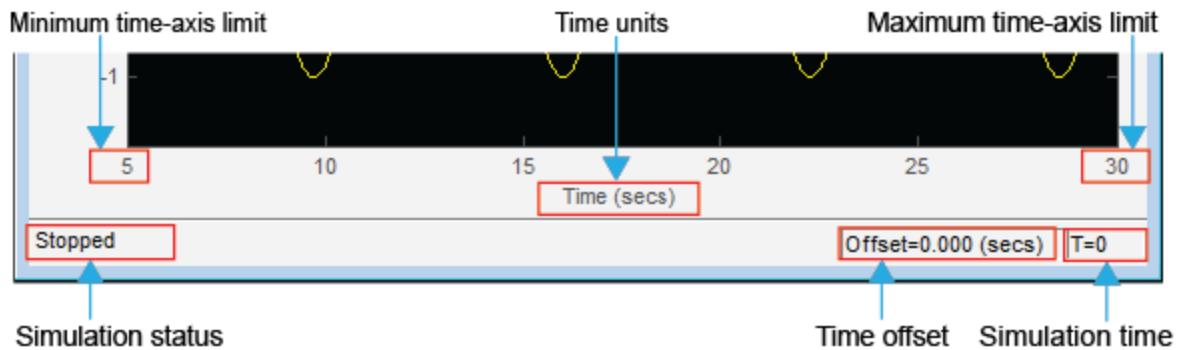 Minimum time-axis limit
Time units
Maximum time-axis limit
-1
5
10
15
20
25
30
Time (secs)
Stopped
Offset=0.000 (secs)
T=0
Simulation status
Time offset
Simulation time